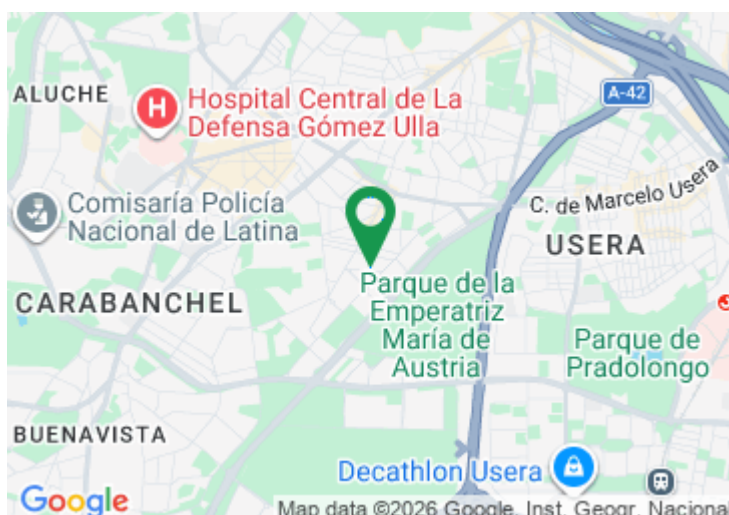 ALUCHE
H
Hospital Central de La
Defensa Gómez Ulla
A-42
Comisaría Policía
Nacional de Latina
C. de Marcelo Usera
USERA
CARABANCHEL
Parque de la
Emperatriz
María de
Austria
Parque de
Pradolongo
BUENAVISTA
Decathlon Usera
Google
Map data ©2026 Google, Inst. Geogr. Nacional